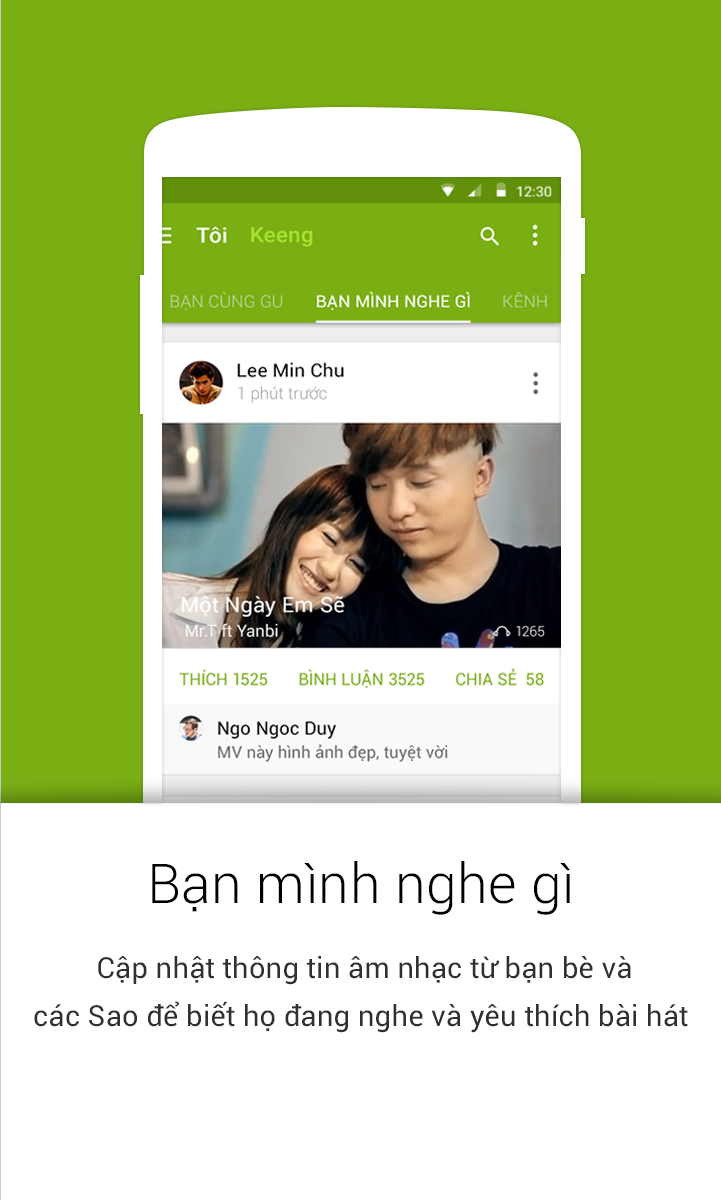 12:30
Tôi Keeng
BẠN CÙNG GU BẠN MÌNH NGHE GÌ KÊNH
Lee Min Chu
1 phút trước
Một Ngày Em Sẽ
Mr.T ft Yanbi 1265
THÍCH 1525 BÌNH LUẬN 3525 CHIA SẺ 58
Ngo Ngoc Duy
MV này hình ảnh đẹp, tuyệt vời
Bạn mình nghe gì
Cập nhật thông tin âm nhạc từ bạn bè và
các Sao để biết họ đang nghe và yêu thích bài hát